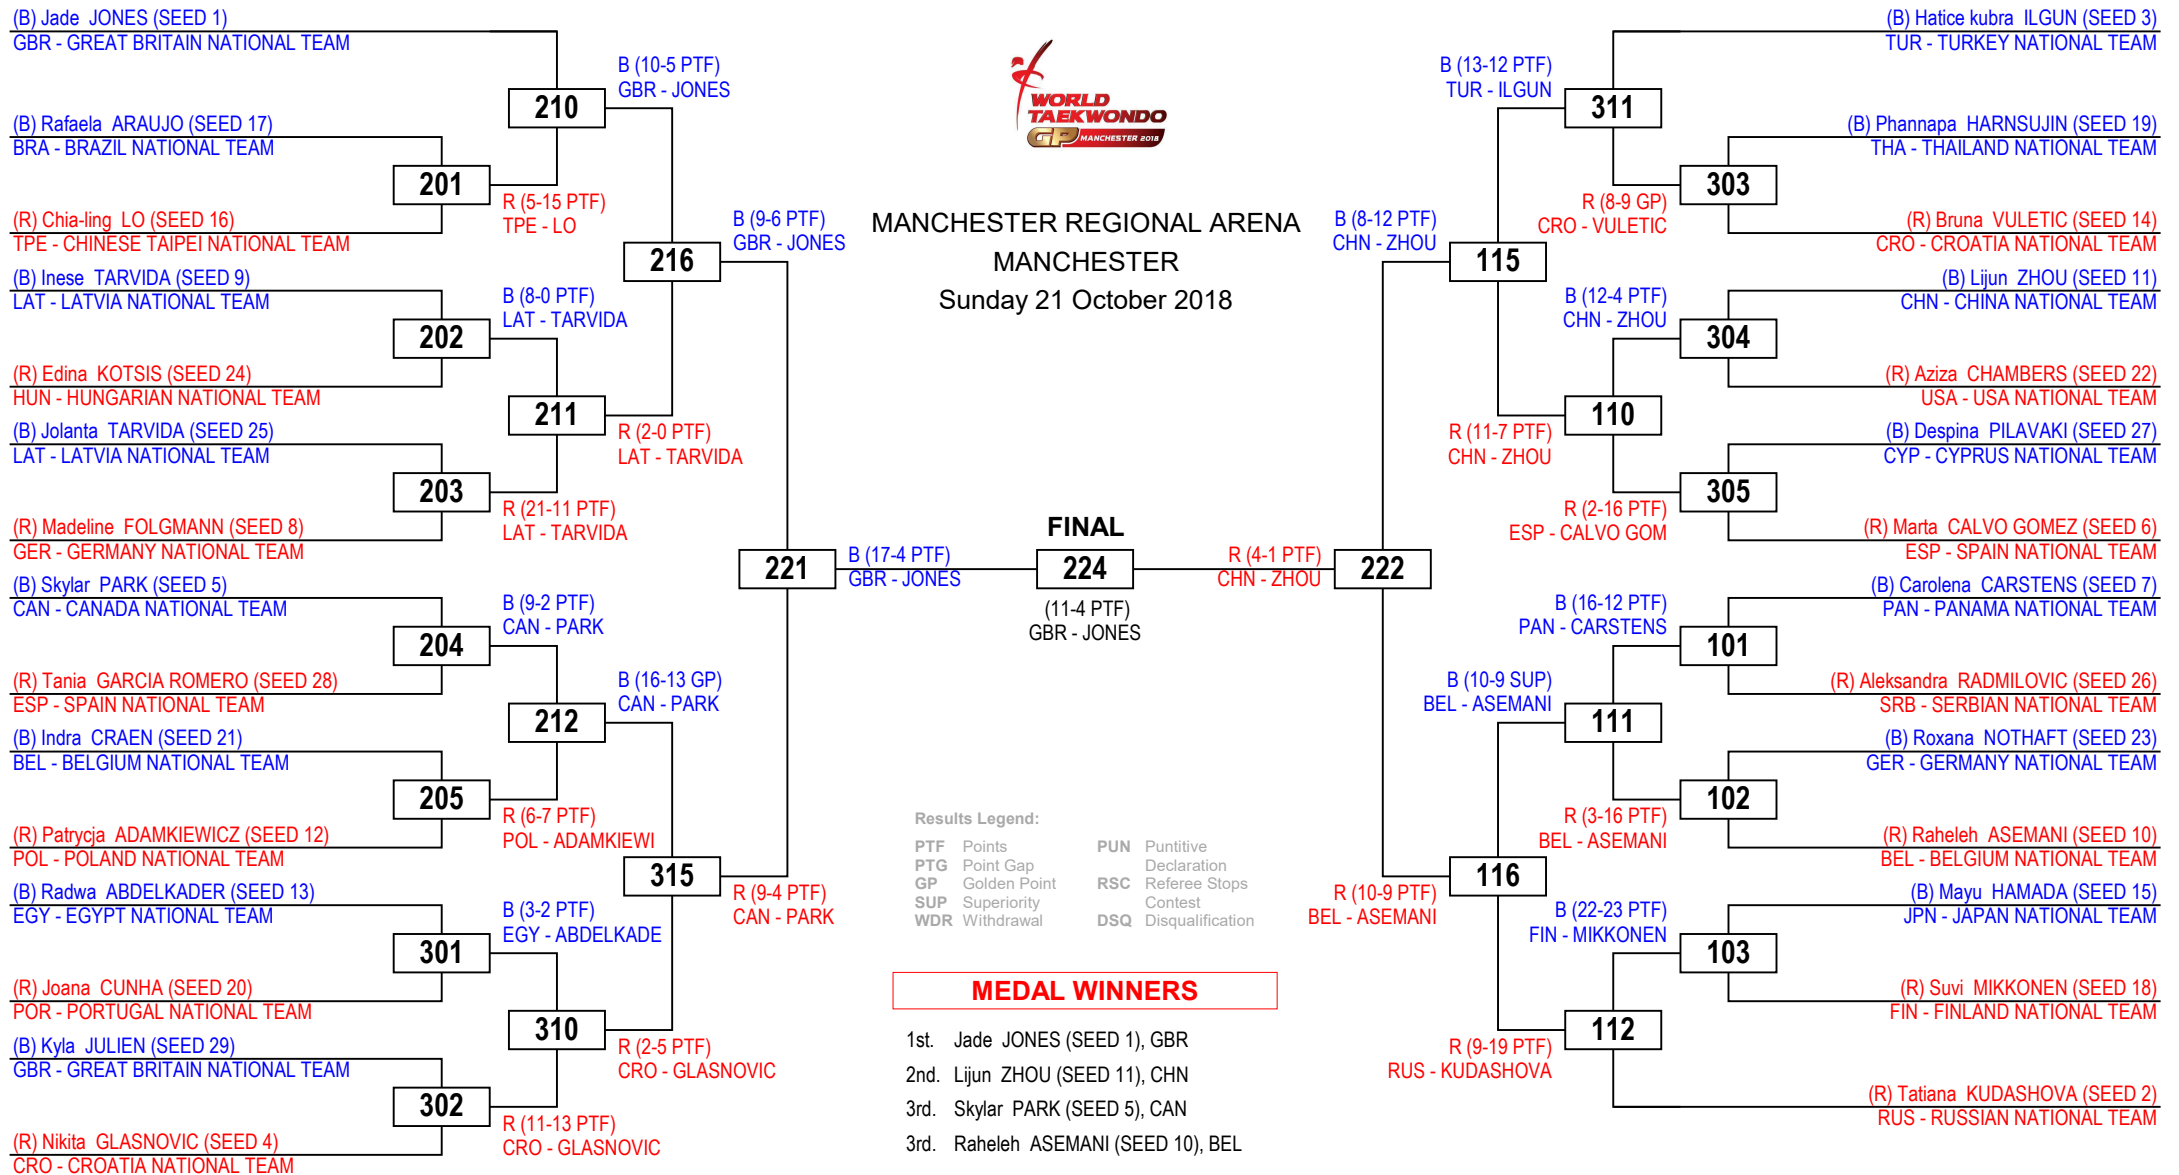 (B) Jade JONES (SEED 1)
GBR - GREAT BRITAIN NATIONAL TEAM
(B) Rafaela ARAUJO (SEED 17)
BRA - BRAZIL NATIONAL TEAM
(R) Chia-ling LO (SEED 16)
TPE - CHINESE TAIPEI NATIONAL TEAM
(B) Inese TARVIDA (SEED 9)
LAT - LATVIA NATIONAL TEAM
(R) Edina KOTSIS (SEED 24)
HUN - HUNGARIAN NATIONAL TEAM
(B) Jolanta TARVIDA (SEED 25)
LAT - LATVIA NATIONAL TEAM
(R) Madeline FOLGMANN (SEED 8)
GER - GERMANY NATIONAL TEAM
(B) Skylar PARK (SEED 5)
CAN - CANADA NATIONAL TEAM
(R) Tania GARCIA ROMERO (SEED 28)
ESP - SPAIN NATIONAL TEAM
(B) Indra CRAEN (SEED 21)
BEL - BELGIUM NATIONAL TEAM
(R) Patrycja ADAMKIEWICZ (SEED 12)
POL - POLAND NATIONAL TEAM
(B) Radwa ABDELKADER (SEED 13)
EGY - EGYPT NATIONAL TEAM
(R) Joana CUNHA (SEED 20)
POR - PORTUGAL NATIONAL TEAM
(B) Kyla JULIEN (SEED 29)
GBR - GREAT BRITAIN NATIONAL TEAM
(R) Nikita GLASNOVIC (SEED 4)
CRO - CROATIA NATIONAL TEAM
201
202
203
204
205
301
302
R (5-15 PTF)
TPE - LO
B (8-0 PTF)
LAT - TARVIDA
R (21-11 PTF)
LAT - TARVIDA
B (9-2 PTF)
CAN - PARK
R (6-7 PTF)
POL - ADAMKIEWI
B (3-2 PTF)
EGY - ABDELKADE
R (11-13 PTF)
CRO - GLASNOVIC
210
211
212
310
B (10-5 PTF)
GBR - JONES
R (2-0 PTF)
LAT - TARVIDA
B (16-13 GP)
CAN - PARK
R (2-5 PTF)
CRO - GLASNOVIC
216
315
B (9-6 PTF)
GBR - JONES
R (9-4 PTF)
CAN - PARK
221
B (17-4 PTF)
GBR - JONES
WORLD
TAEKWONDO
GP MANCHESTER 2018
MANCHESTER REGIONAL ARENA
MANCHESTER
Sunday 21 October 2018
FINAL
224
(11-4 PTF)
GBR - JONES
Results Legend:
PTF Points
PTG Point Gap
GP Golden Point
SUP Superiority
WDR Withdrawal
PUN Puntitive
Declaration
RSC Referee Stops
Contest
DSQ Disqualification
MEDAL WINNERS
1st. Jade JONES (SEED 1), GBR
2nd. Lijun ZHOU (SEED 11), CHN
3rd. Skylar PARK (SEED 5), CAN
3rd. Raheleh ASEMANI (SEED 10), BEL
R (4-1 PTF)
CHN - ZHOU
222
B (8-12 PTF)
CHN - ZHOU
R (10-9 PTF)
BEL - ASEMANI
115
116
B (13-12 PTF)
TUR - ILGUN
R (11-7 PTF)
CHN - ZHOU
B (10-9 SUP)
BEL - ASEMANI
R (9-19 PTF)
RUS - KUDASHOVA
311
110
111
112
R (8-9 GP)
CRO - VULETIC
B (12-4 PTF)
CHN - ZHOU
R (2-16 PTF)
ESP - CALVO GOM
B (16-12 PTF)
PAN - CARSTENS
R (3-16 PTF)
BEL - ASEMANI
B (22-23 PTF)
FIN - MIKKONEN
303
304
305
101
102
103
(B) Hatice kubra ILGUN (SEED 3)
TUR - TURKEY NATIONAL TEAM
(B) Phannapa HARNSUJIN (SEED 19)
THA - THAILAND NATIONAL TEAM
(R) Bruna VULETIC (SEED 14)
CRO - CROATIA NATIONAL TEAM
(B) Lijun ZHOU (SEED 11)
CHN - CHINA NATIONAL TEAM
(R) Aziza CHAMBERS (SEED 22)
USA - USA NATIONAL TEAM
(B) Despina PILAVAKI (SEED 27)
CYP - CYPRUS NATIONAL TEAM
(R) Marta CALVO GOMEZ (SEED 6)
ESP - SPAIN NATIONAL TEAM
(B) Carolena CARSTENS (SEED 7)
PAN - PANAMA NATIONAL TEAM
(R) Aleksandra RADMILOVIC (SEED 26)
SRB - SERBIAN NATIONAL TEAM
(B) Roxana NOTHAFT (SEED 23)
GER - GERMANY NATIONAL TEAM
(R) Raheleh ASEMANI (SEED 10)
BEL - BELGIUM NATIONAL TEAM
(B) Mayu HAMADA (SEED 15)
JPN - JAPAN NATIONAL TEAM
(R) Suvi MIKKONEN (SEED 18)
FIN - FINLAND NATIONAL TEAM
(R) Tatiana KUDASHOVA (SEED 2)
RUS - RUSSIAN NATIONAL TEAM